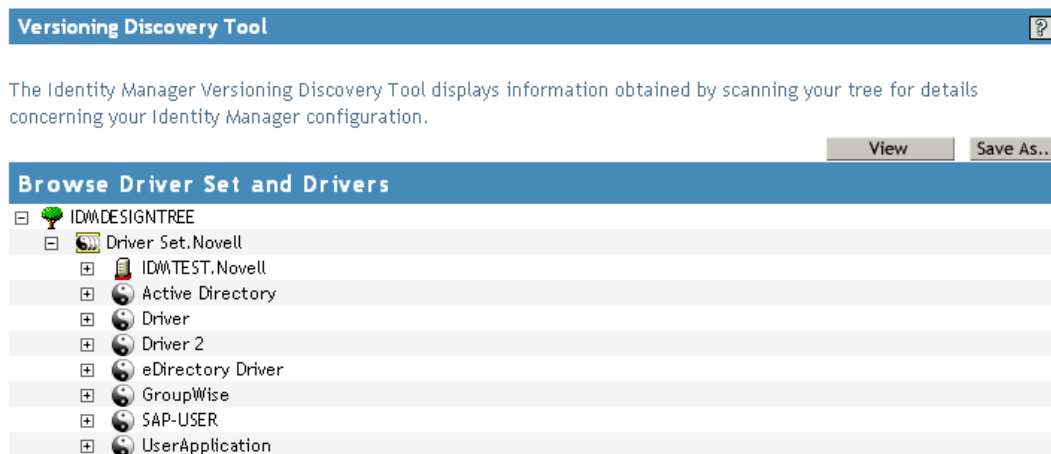 Versioning Discovery Tool
?
The Identity Manager Versioning Discovery Tool displays information obtained by scanning your tree for details
concerning your Identity Manager configuration.
View Save As...
Browse Driver Set and Drivers
IDMDESIGNTREE
Driver Set.Novell
IDMTEST.Novell
Active Directory
Driver
Driver 2
eDirectory Driver
GroupWise
SAP-USER
UserApplication